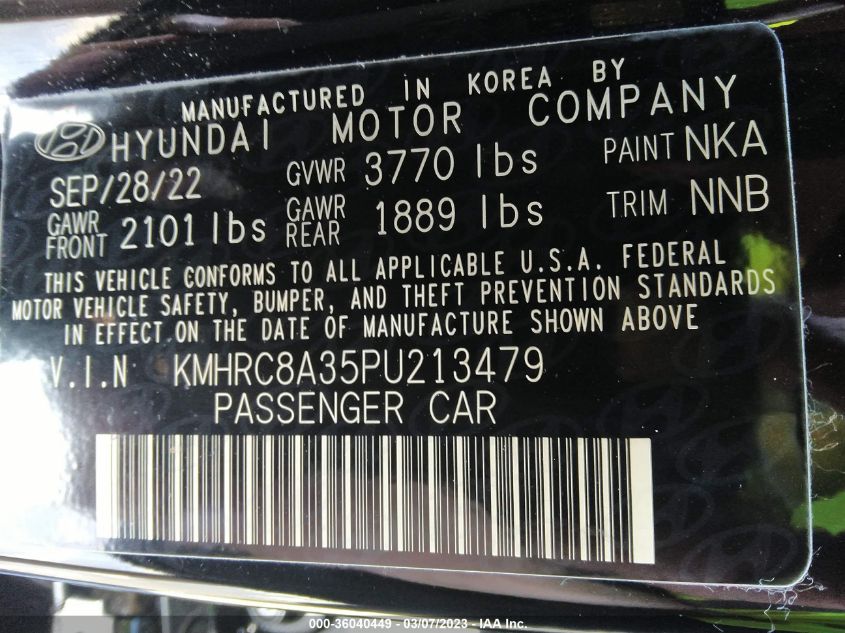 MANUFACTURED IN KOREA BY
HYUNDAI MOTOR COMPANY
SEP/28/22 GVWR 3770 lbs PAINT NKA
GAWR FRONT 2101 lbs GAWR REAR 1889 lbs TRIM NNB
THIS VEHICLE CONFORMS TO ALL APPLICABLE U.S.A. FEDERAL
MOTOR VEHICLE SAFETY, BUMPER, AND THEFT PREVENTION STANDARDS
IN EFFECT ON THE DATE OF MANUFACTURE SHOWN ABOVE
V.I.N KMHRC8A35PU213479
PASSENGER CAR
000-36040449 - 03/07/2023 - IAA Inc.